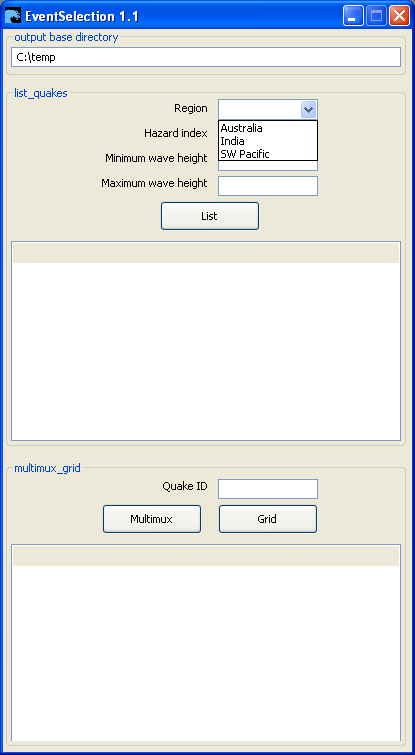 EventSelection 1.1
output base directory
C:\temp
list_quakes
Region
Australia
Hazard index
India
SW Pacific
Minimum wave height
Maximum wave height
List
multimux_grid
Quake ID
Multimux Grid